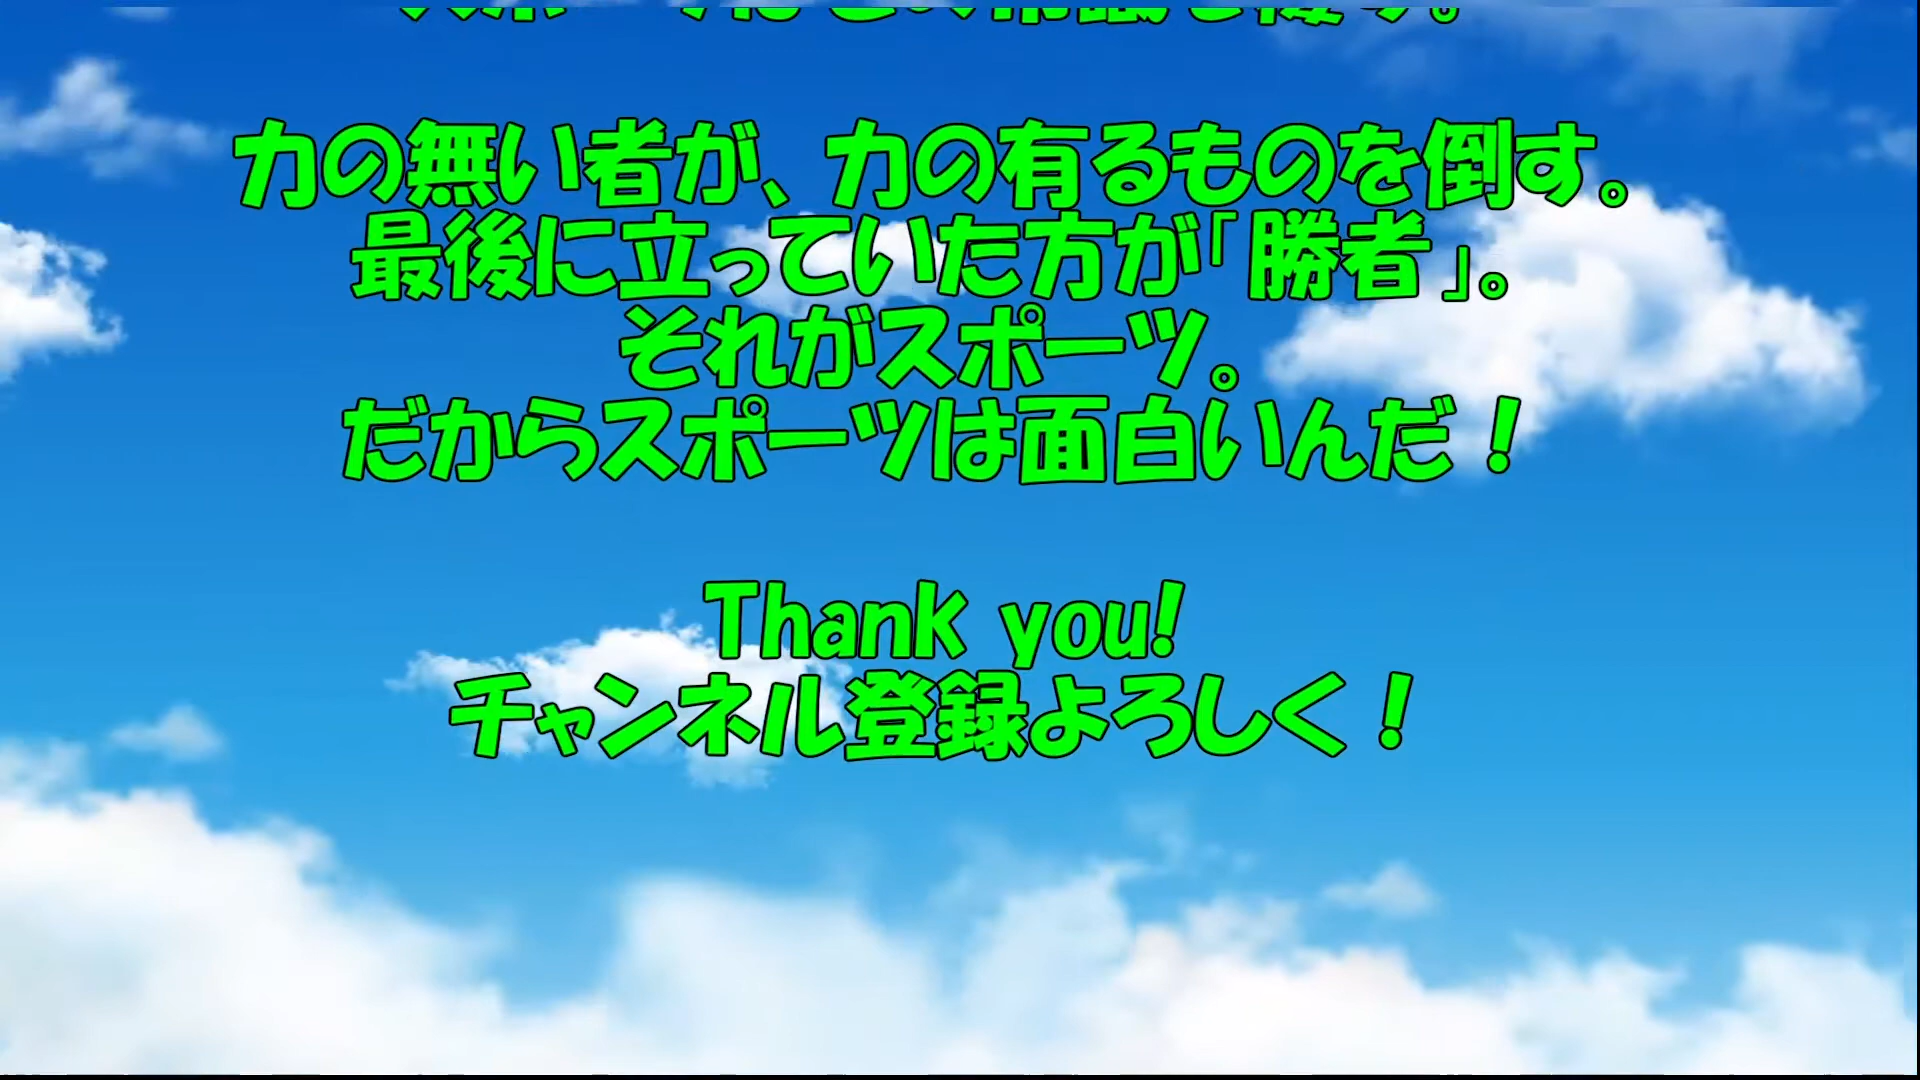 力の無い者が、力の有るものを倒す。
最後に立っていた方が「勝者」。
それがスポーツ。
だからスポーツは面白いんだ！
Thank you!
チャンネル登録よろしく！